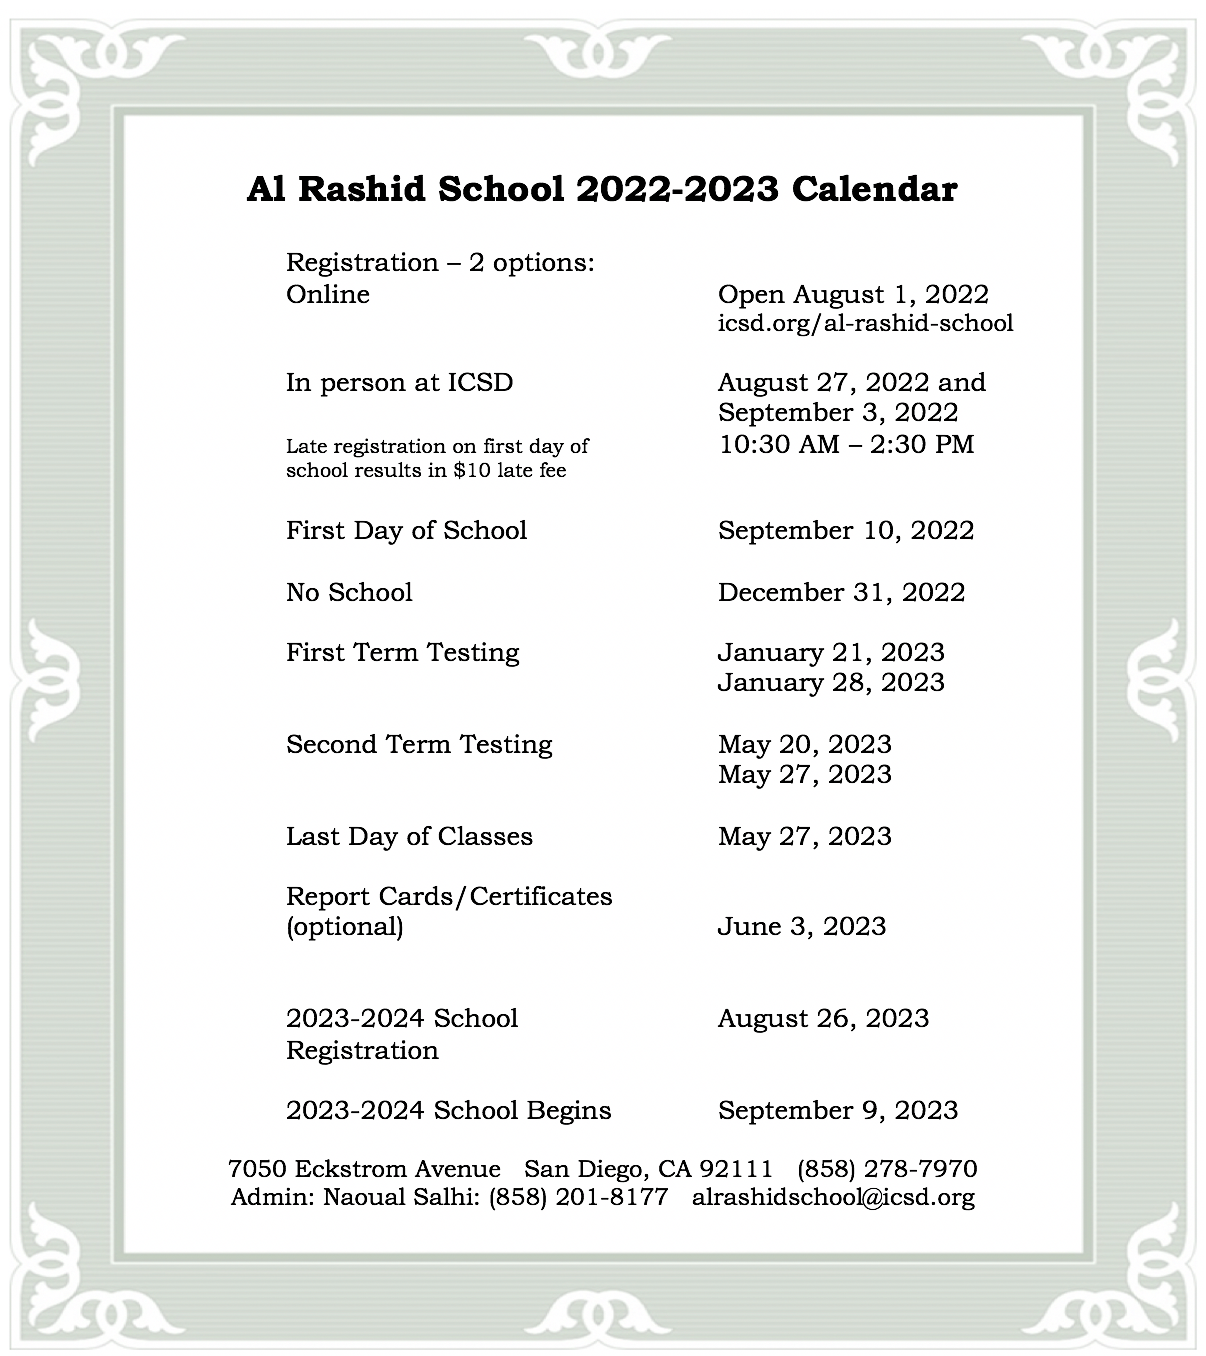 Al Rashid School 2022-2023 Calendar
Registration – 2 options:
Online Open August 1, 2022
icsd.org/al-rashid-school
In person at ICSD August 27, 2022 and
September 3, 2022
Late registration on first day of 10:30 AM – 2:30 PM
school results in $10 late fee
First Day of School September 10, 2022
No School December 31, 2022
First Term Testing January 21, 2023
January 28, 2023
Second Term Testing May 20, 2023
May 27, 2023
Last Day of Classes May 27, 2023
Report Cards/Certificates
(optional) June 3, 2023
2023-2024 School August 26, 2023
Registration
2023-2024 School Begins September 9, 2023
7050 Eckstrom Avenue San Diego, CA 92111 (858) 278-7970
Admin: Naoual Salhi: (858) 201-8177 alrashidschool@icsd.org